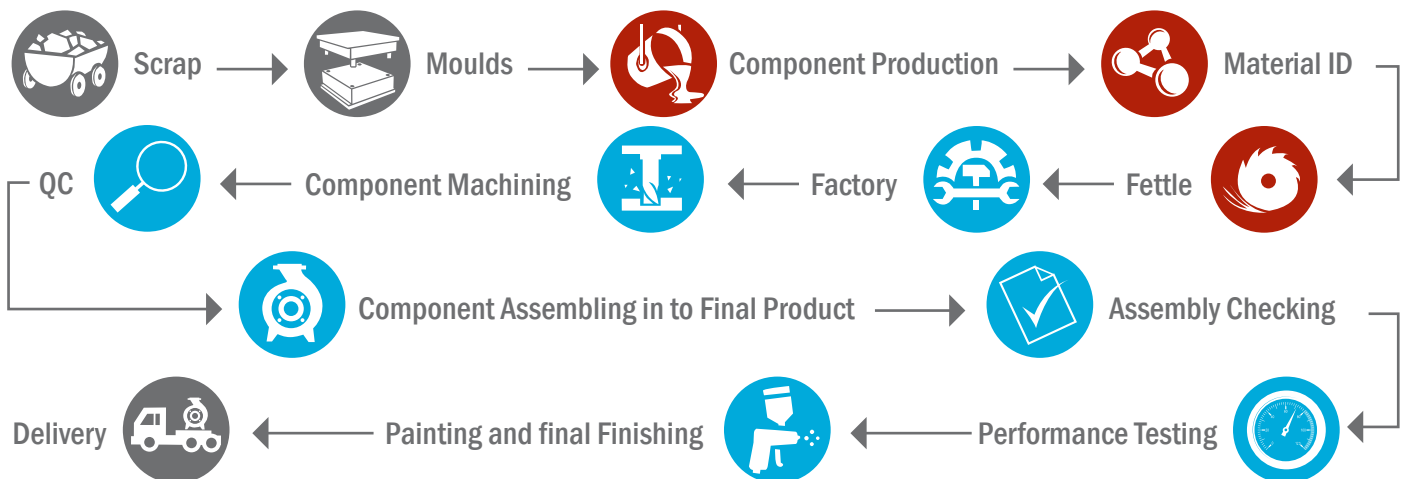 Scrap
Moulds
Component Production
Material ID
Fettle
Factory
Component Machining
QC
Component Assembling in to Final Product
Assembly Checking
Performance Testing
Painting and final Finishing
Delivery